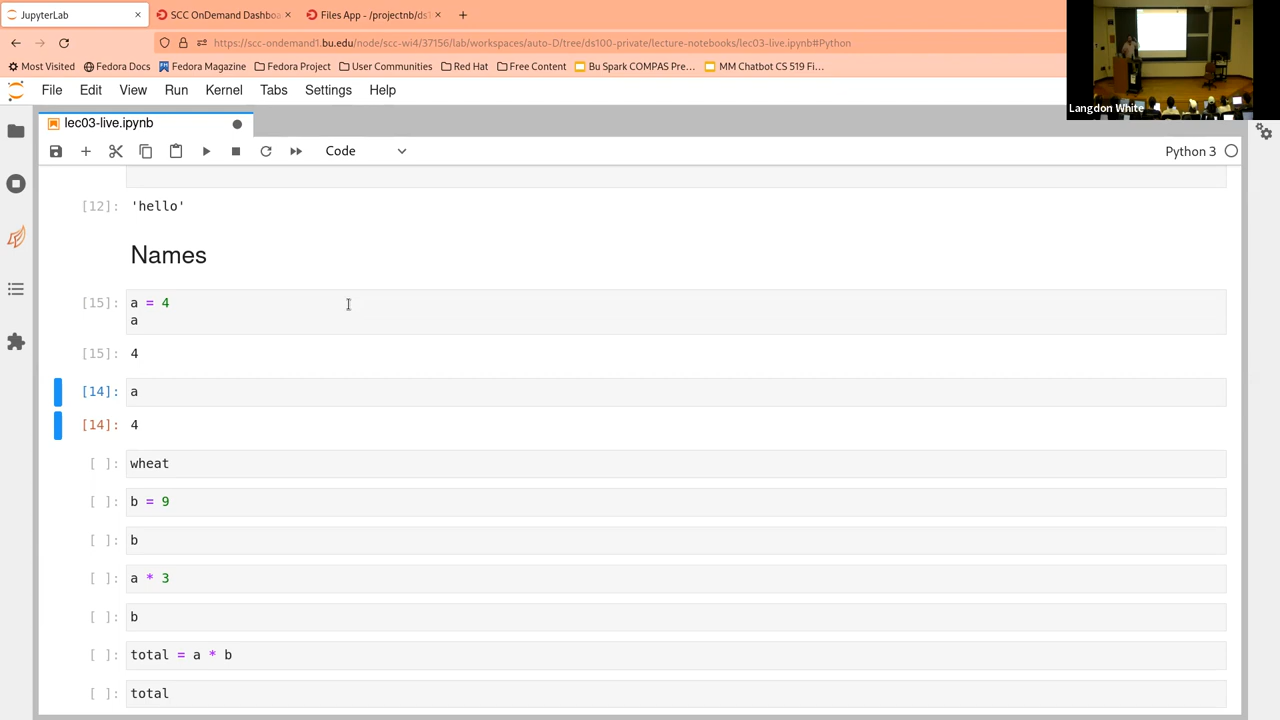 JupyterLab
SCC OnDemand Dashboa
Files App - /projectnb/ds
https://scc-ondemand1.bu.edu/node/scc-wi4/37156/lab/workspaces/auto-D/tree/ds100-private/lecture-notebooks/lec03-live.ipynb#Python
Most Visited Fedora Docs Fedora Magazine Fedora Project User Communities Red Hat Free Content Bu Spark COMPAS Pre... MM Chatbot CS 519 Fi...
Langdon White
File Edit View Run Kernel Tabs Settings Help
lec03-live.ipynb
Code
Python 3
[12]: 'hello'
Names
[15]: a = 4
a
[15]: 4
[14]: a
[14]: 4
[ ]: wheat
[ ]: b = 9
[ ]: b
[ ]: a * 3
[ ]: b
[ ]: total = a * b
[ ]: total